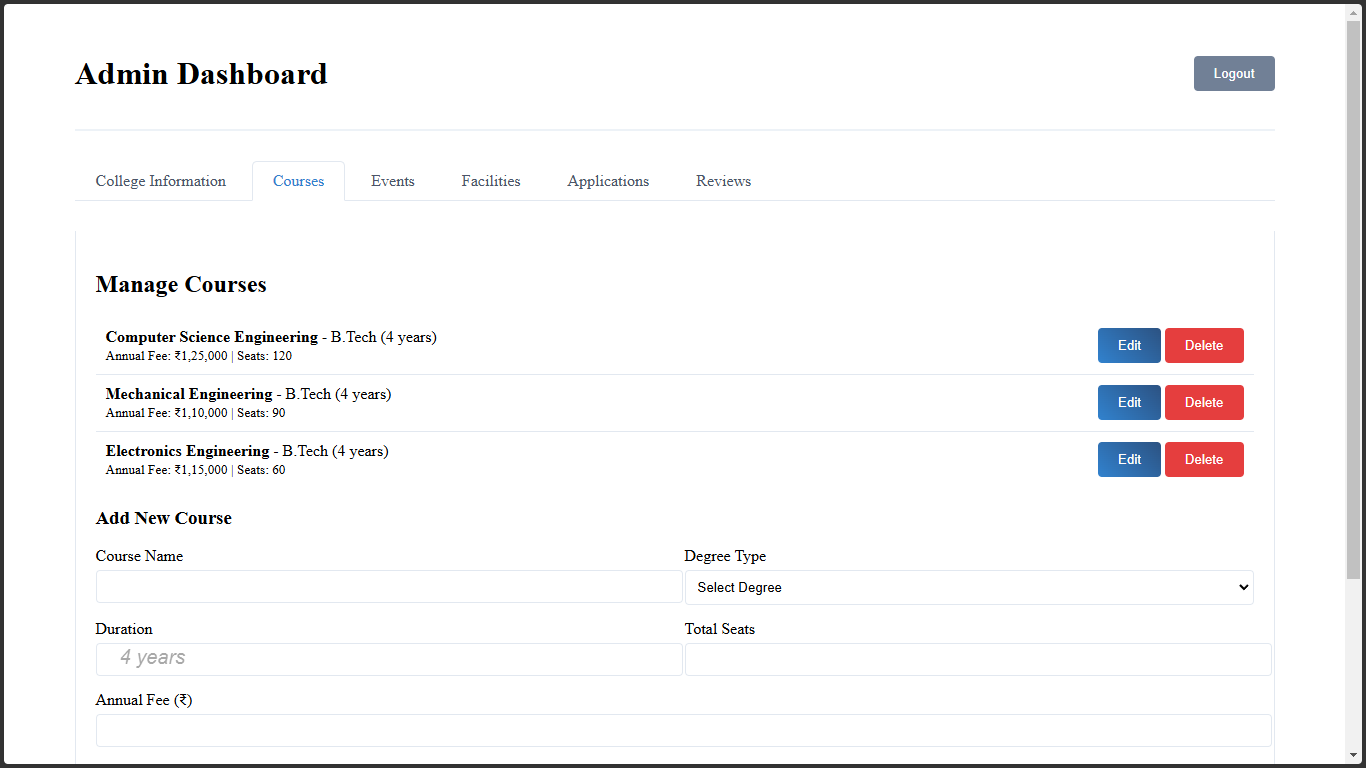 Admin Dashboard
Logout
College Information Courses Events Facilities Applications Reviews
Manage Courses
Computer Science Engineering - B.Tech (4 years)
Annual Fee: ₹1,25,000 | Seats: 120
Edit Delete
Mechanical Engineering - B.Tech (4 years)
Annual Fee: ₹1,10,000 | Seats: 90
Edit Delete
Electronics Engineering - B.Tech (4 years)
Annual Fee: ₹1,15,000 | Seats: 60
Edit Delete
Add New Course
Course Name Degree Type
Select Degree
Duration Total Seats
4 years
Annual Fee (₹)